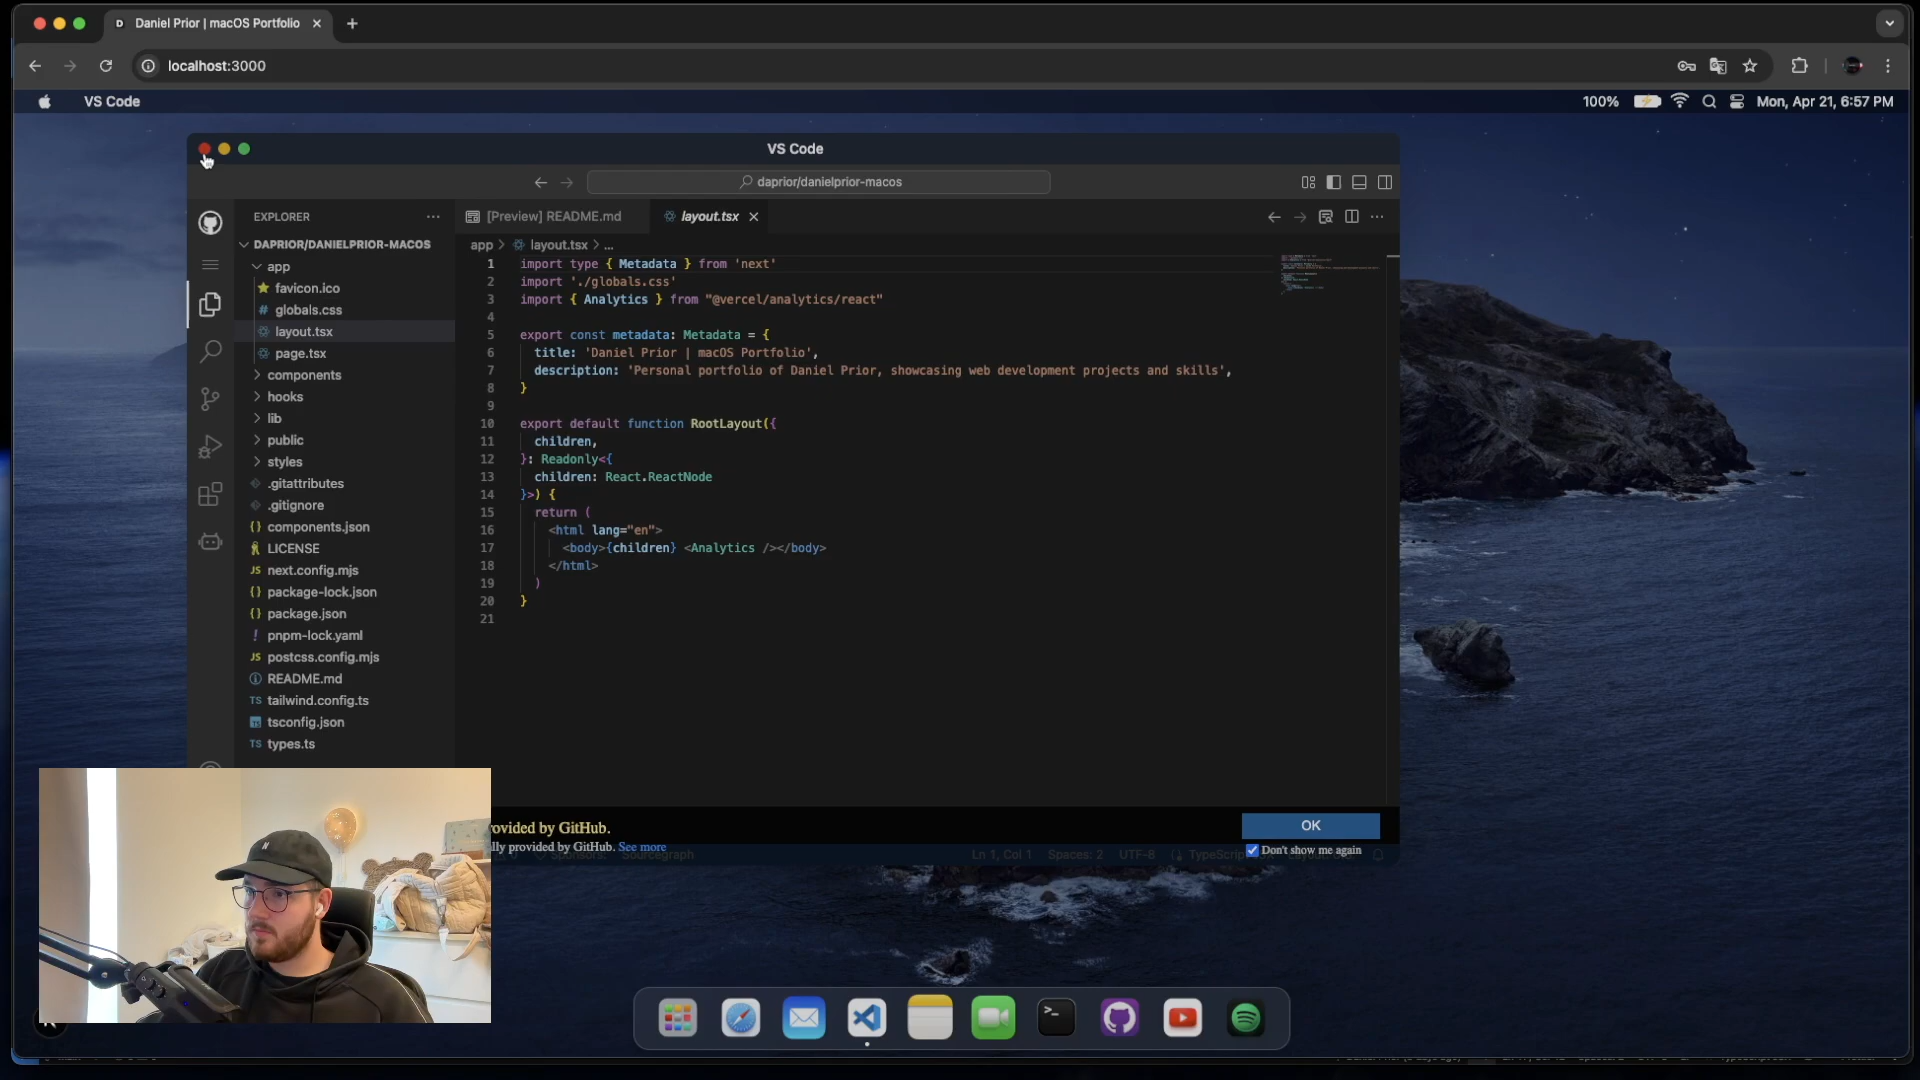 Daniel Prior | macOS Portfolio
localhost:3000
VS Code
100%
Mon, Apr 21, 6:57 PM
VS Code
daprior/danielprior-macos
EXPLORER
[Preview] README.md
layout.tsx
DAPRIOR/DANIELPRIOR-MACOS
app
favicon.ico
globals.css
layout.tsx
page.tsx
components
hooks
lib
public
styles
.gitattributes
.gitignore
components.json
LICENSE
next.config.mjs
package-lock.json
package.json
pnpm-lock.yaml
postcss.config.mjs
README.md
tailwind.config.ts
tsconfig.json
types.ts
app > layout.tsx > ...
1 import type { Metadata } from 'next'
2 import './globals.css'
3 import { Analytics } from "@vercel/analytics/react"
4
5 export const metadata: Metadata = {
6 title: 'Daniel Prior | macOS Portfolio',
7 description: 'Personal portfolio of Daniel Prior, showcasing web development projects and skills',
8 }
9
10 export default function RootLayout({
11 children,
12 }: Readonly<{
13 children: React.ReactNode
14 }>) {
15 return (
16 <html lang="en">
17 <body>{children} <Analytics /></body>
18 </html>
19 )
20 }
21
rovided by GitHub.
lly provided by GitHub. See more
OK
Don't show me again
Sponsors: Sourcegraph
Ln 1, Col 1 Spaces: 2 UTF-8